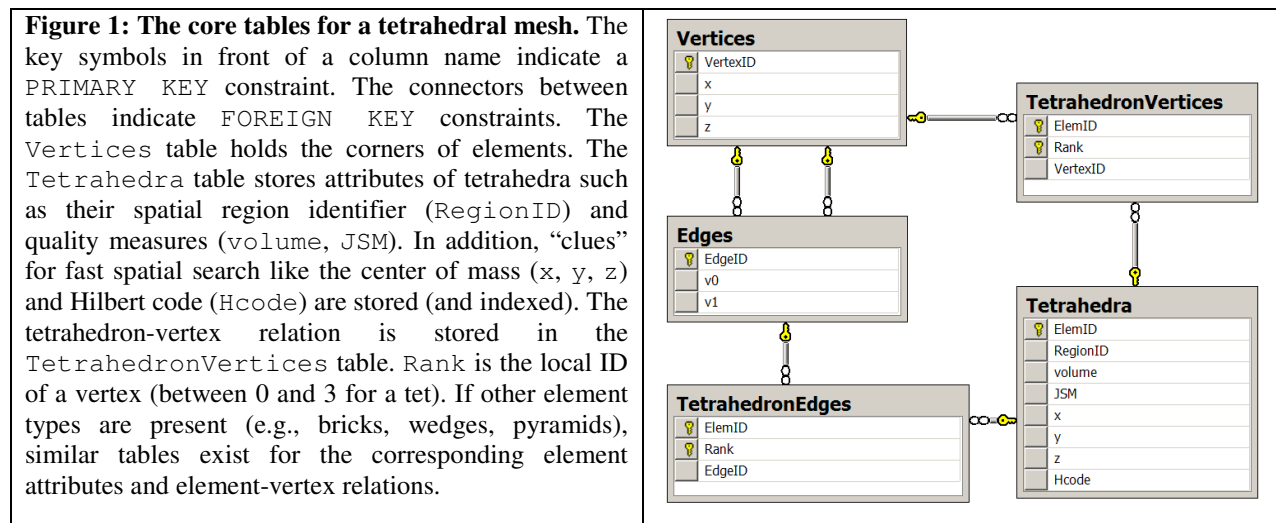 Figure 1: The core tables for a tetrahedral mesh. The
key symbols in front of a column name indicate a
PRIMARY KEY constraint. The connectors between
tables indicate FOREIGN KEY constraints. The
Vertices table holds the corners of elements. The
Tetrahedra table stores attributes of tetrahedra such
as their spatial region identifier (RegionID) and
quality measures (volume, JSM). In addition, “clues”
for fast spatial search like the center of mass (x, y, z)
and Hilbert code (Hcode) are stored (and indexed). The
tetrahedron-vertex relation is stored in the
TetrahedronVertices table. Rank is the local ID
of a vertex (between 0 and 3 for a tet). If other element
types are present (e.g., bricks, wedges, pyramids),
similar tables exist for the corresponding element
attributes and element-vertex relations.
Vertices
VertexID
x
y
z
TetrahedronVertices
ElemID
Rank
VertexID
Edges
EdgeID
v0
v1
Tetrahedra
ElemID
RegionID
volume
JSM
x
y
z
Hcode
TetrahedronEdges
ElemID
Rank
EdgeID